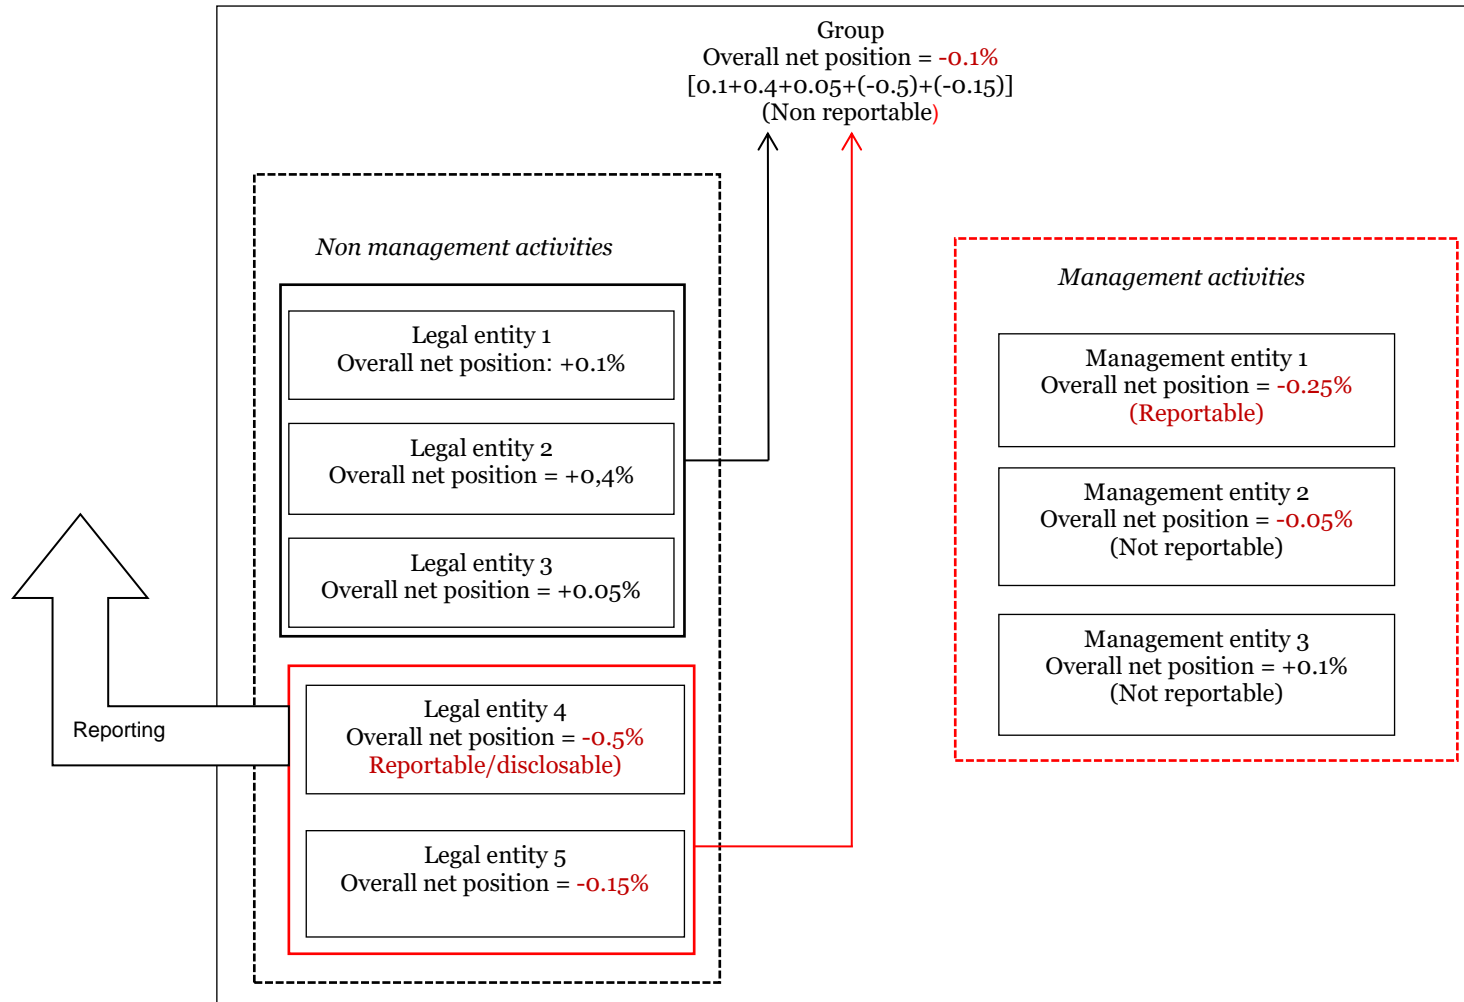 Group
Overall net position = -0.1%
[0.1+0.4+0.05+(-0.5)+(-0.15)]
(Non reportable)
Non management activities
Legal entity 1
Overall net position: +0.1%
Legal entity 2
Overall net position = +0,4%
Legal entity 3
Overall net position = +0.05%
Legal entity 4
Overall net position = -0.5%
Reportable/disclosable)
Legal entity 5
Overall net position = -0.15%
Reporting
Management activities
Management entity 1
Overall net position = -0.25%
(Reportable)
Management entity 2
Overall net position = -0.05%
(Not reportable)
Management entity 3
Overall net position = +0.1%
(Not reportable)